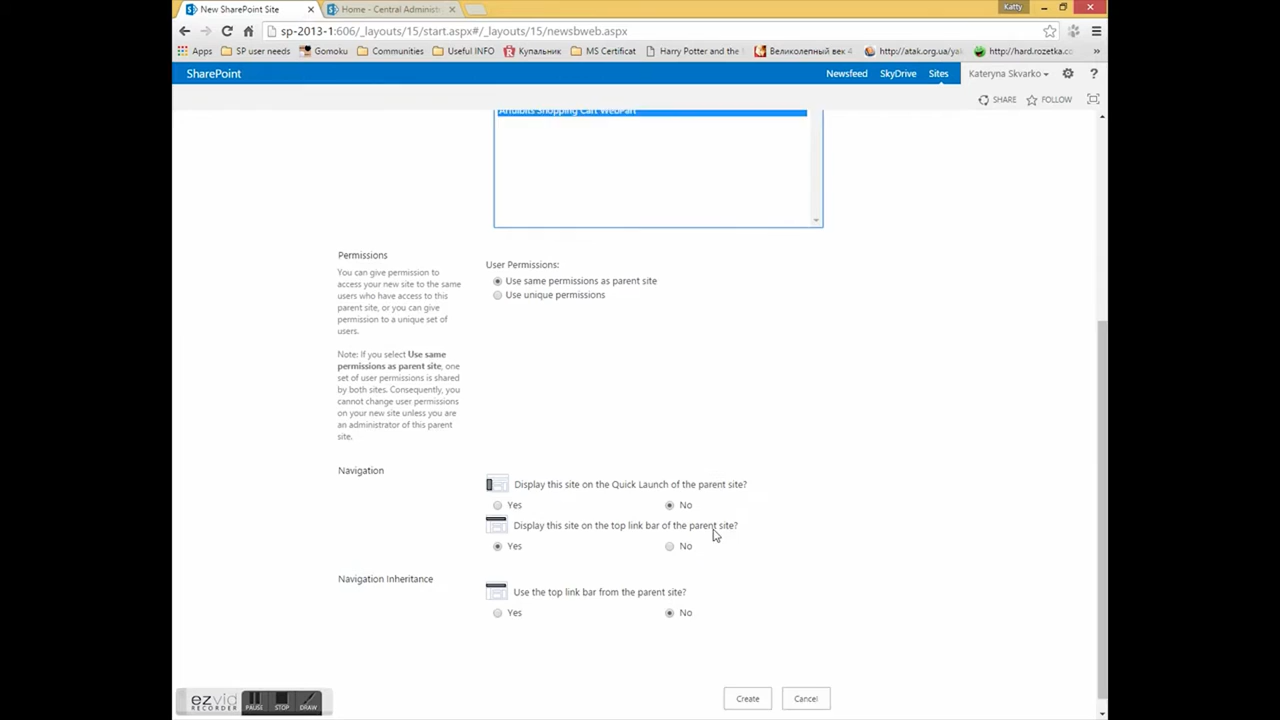 New SharePoint Site
Home - Central Administ
Katty
sp-2013-1:606/_layouts/15/start.aspx#/_layouts/15/newsbweb.aspx
Apps
SP user needs
Gomoku
Communities
Useful INFO
Купальник
MS Certificat
Harry Potter and the
Великолепный век 4
http://atak.org.ua/yal
http://hard.rozetka.co
»
SharePoint
Newsfeed
SkyDrive
Sites
Kateryna Skvarko
?
SHARE
FOLLOW
Artfulbits Shopping Cart WebPart
Permissions
You can give permission to
access your new site to the same
users who have access to this
parent site, or you can give
permission to a unique set of
users.
Note: If you select Use same
permissions as parent site, one
set of user permissions is shared
by both sites. Consequently, you
cannot change user permissions
on your new site unless you are
an administrator of this parent
site.
User Permissions:
Use same permissions as parent site
Use unique permissions
Navigation
Display this site on the Quick Launch of the parent site?
Yes
No
Display this site on the top link bar of the parent site?
Yes
No
Navigation Inheritance
Use the top link bar from the parent site?
Yes
No
Create
Cancel
ezvid
RECORDER
PAUSE
STOP
DRAW